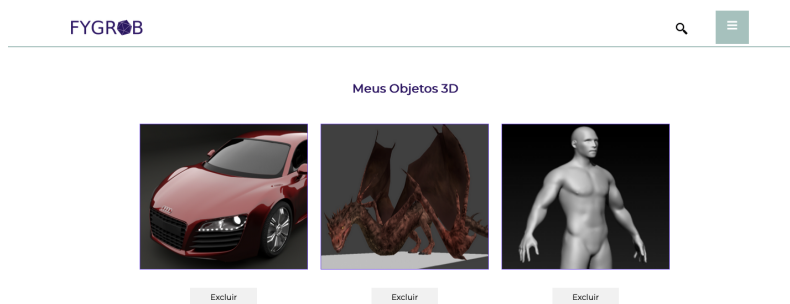 FYGROB
Meus Objetos 3D
Excluir
Excluir
Excluir